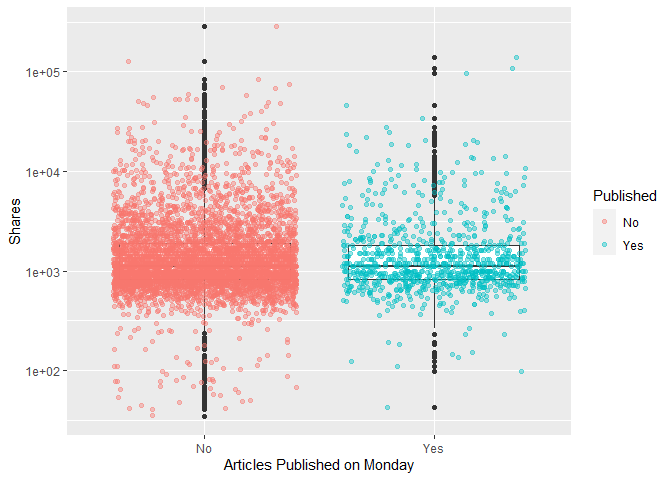 1e+05
1e+04
1e+03
1e+02
Shares
No
Yes
Articles Published on Monday
Published
No
Yes